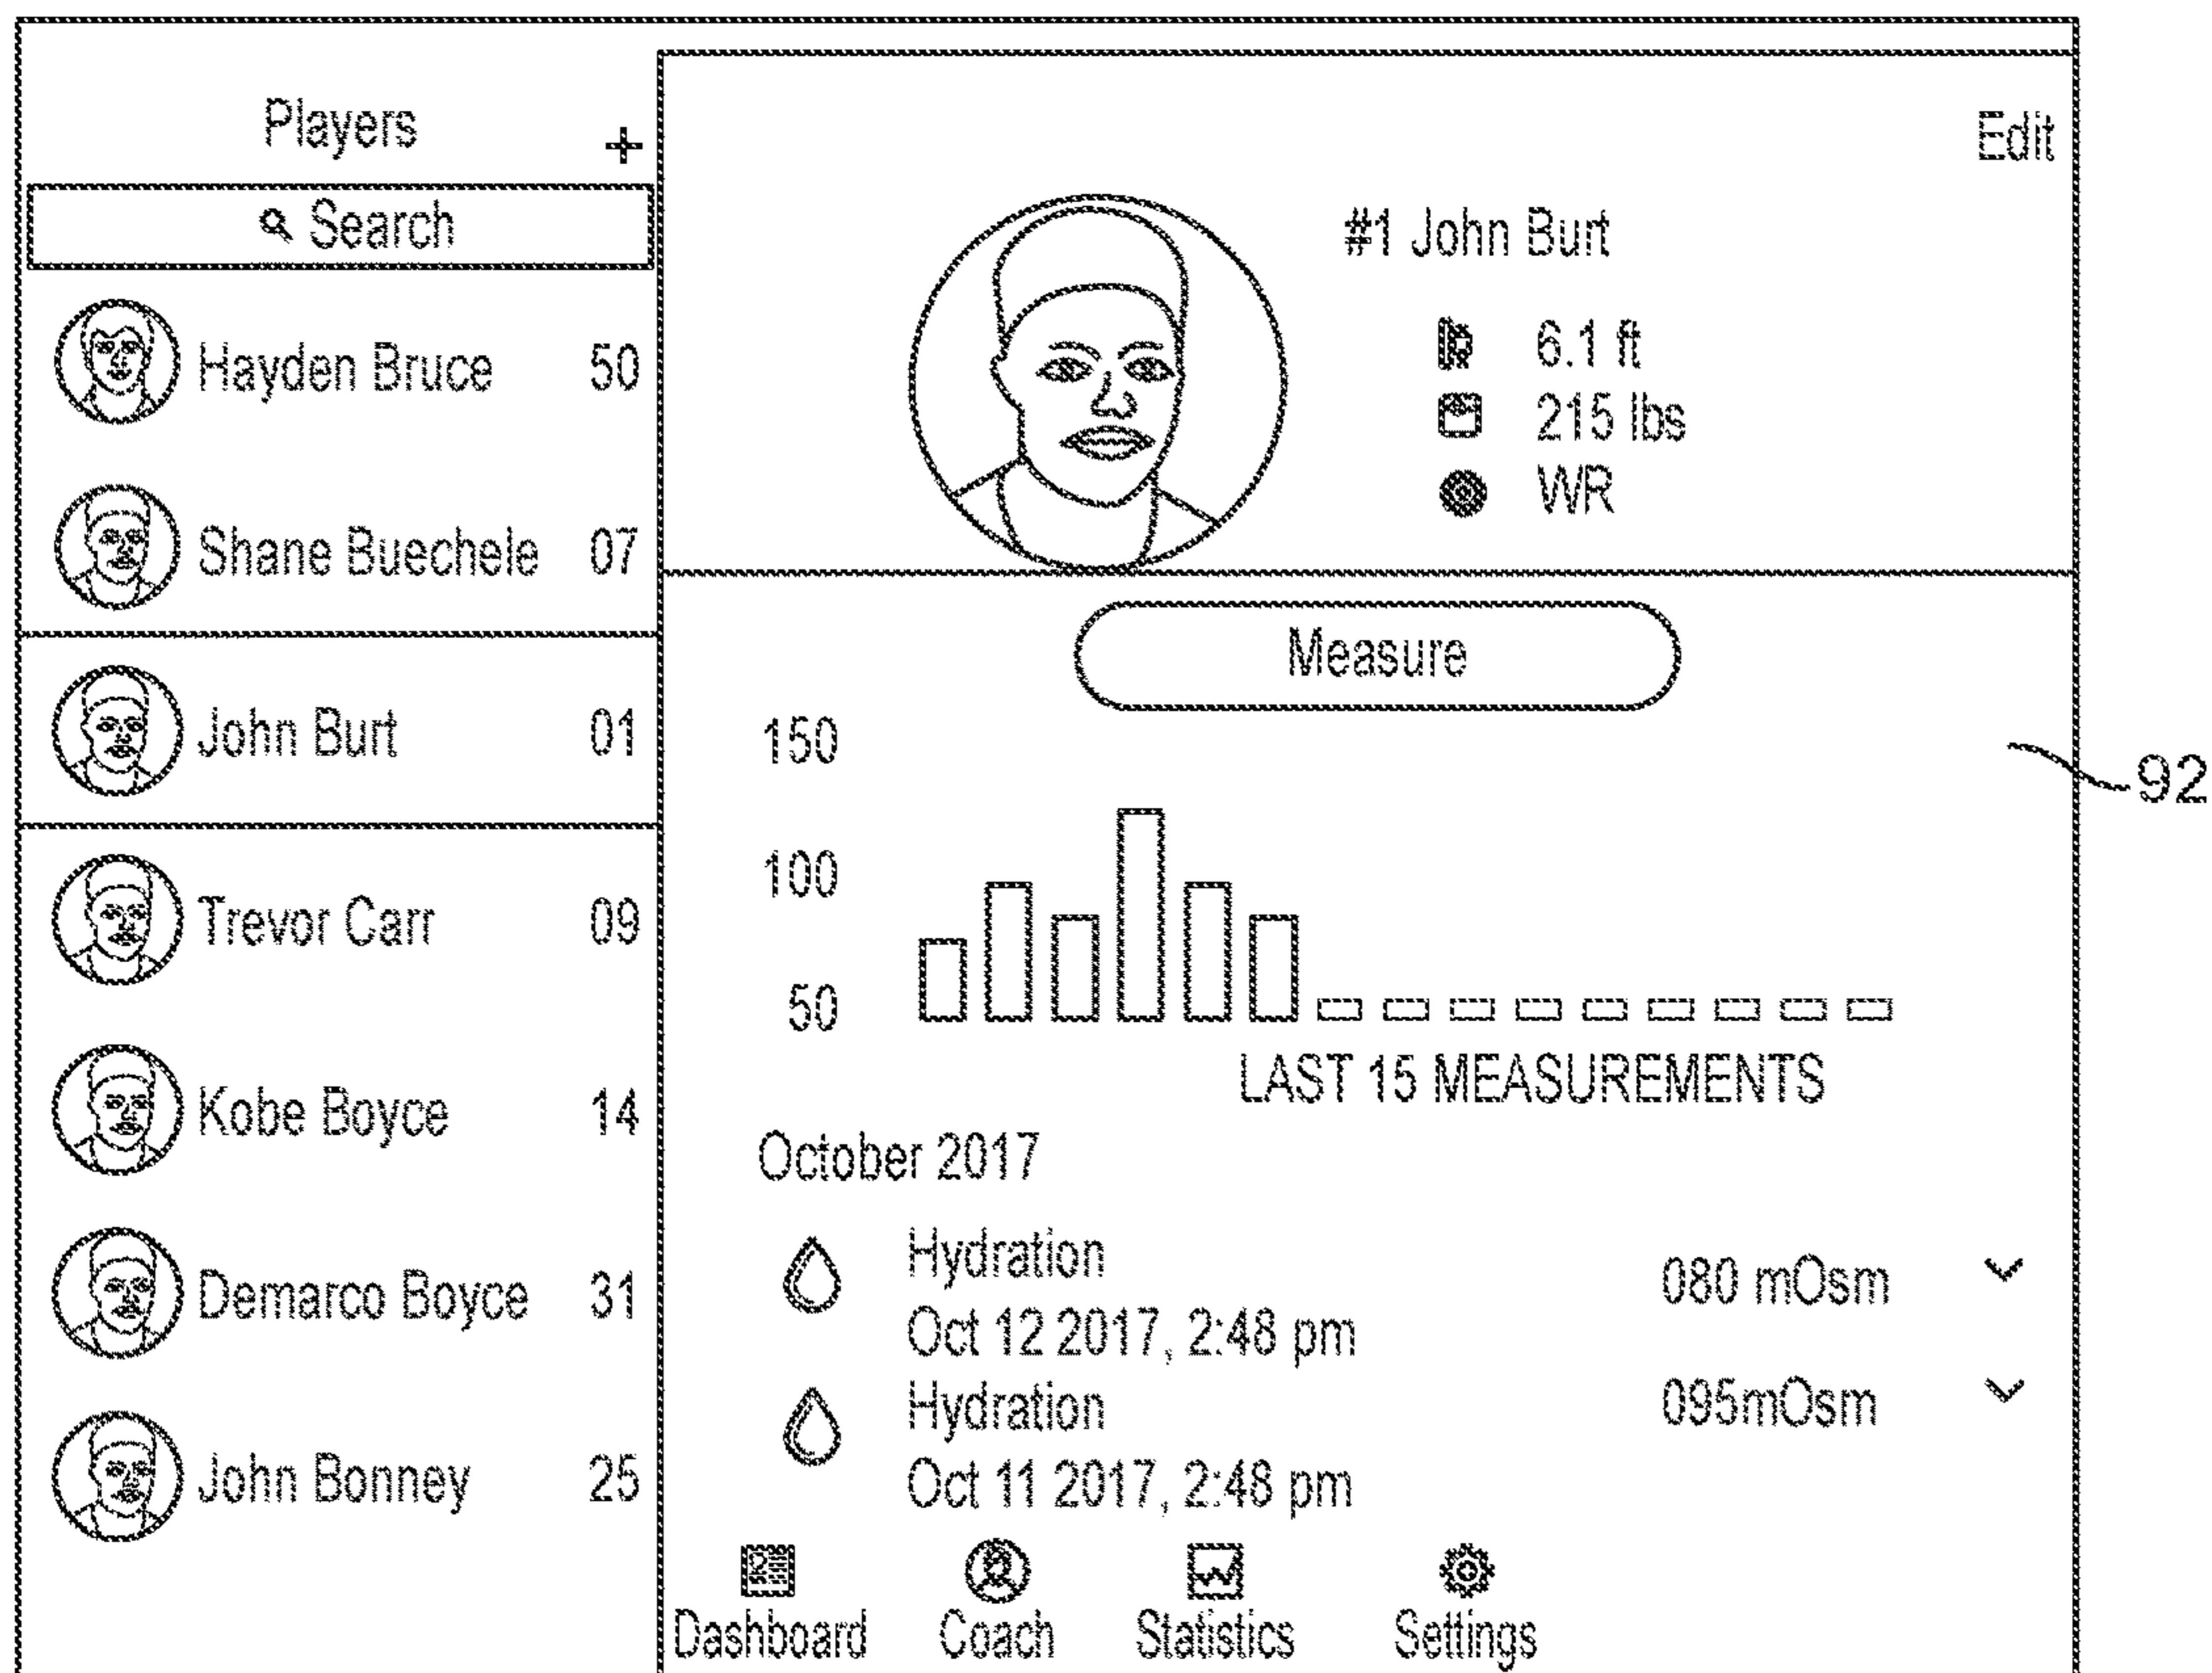 Players
+
Search
Hayden Bruce 50
Shane Buechele 07
John Burt 01
Trevor Carr 09
Kobe Boyce 14
Demarco Boyce 31
John Bonney 25
Edit
#1 John Burt
6.1 ft
215 lbs
WR
Measure
150
100
50
LAST 15 MEASUREMENTS
92
October 2017
Hydration
080 mOsm
Oct 12 2017, 2:48 pm
Hydration
095mOsm
Oct 11 2017, 2:48 pm
Dashboard Coach Statistics Settings